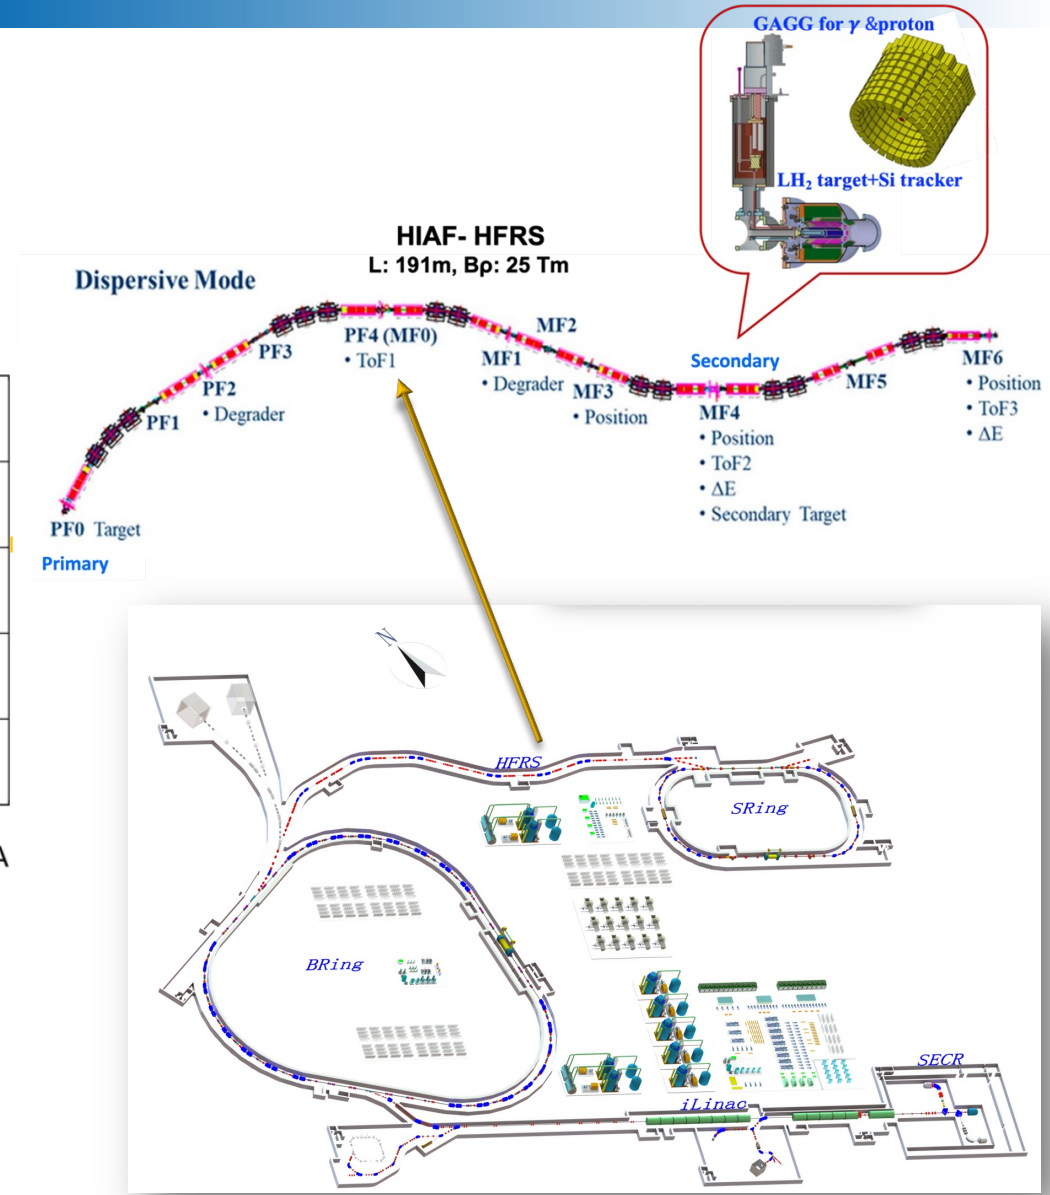 GAGG for γ &proton
LH₂ target+Si tracker
HIAF- HFRS
L: 191m, Bρ: 25 Tm
Dispersive Mode
PF0 Target
Primary
PF1
PF2
• Degrader
PF3
PF4 (MF0)
• ToF1
MF1
• Degrader
MF2
MF3
• Position
Secondary
MF4
• Position
• ToF2
• ΔE
• Secondary Target
MF5
MF6
• Position
• ToF3
• ΔE
A
N
HFRS
SRing
BRing
SECR
iLinac